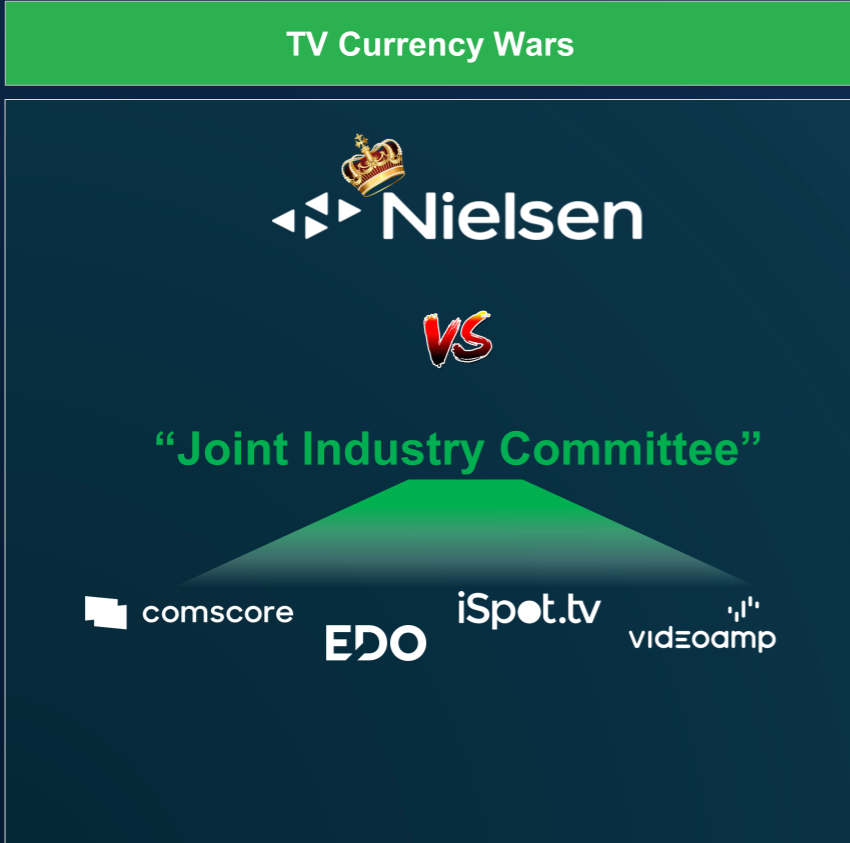 TV Currency Wars
Nielsen
VS
“Joint Industry Committee”
comscore
EDO
iSpot.tv
videoamp